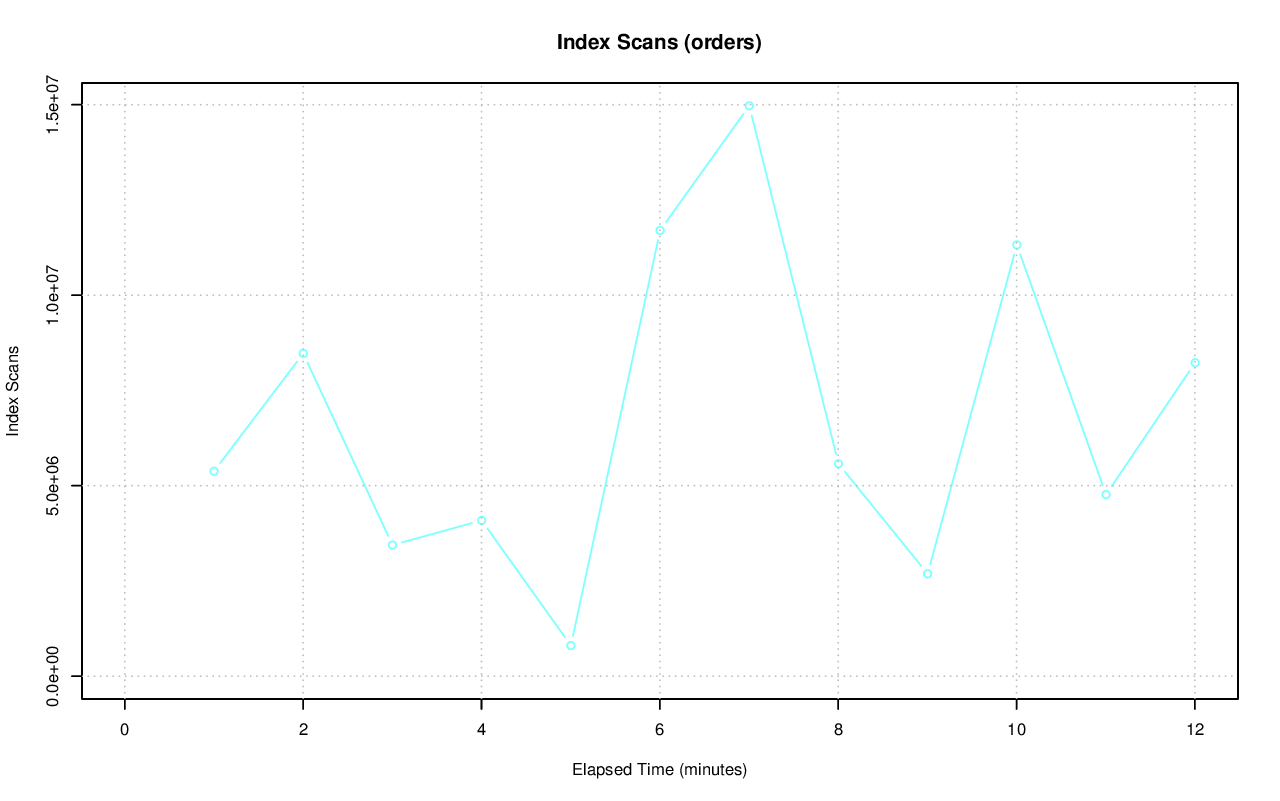 Index Scans (orders)
1.5e+07
1.0e+07
5.0e+06
0.0e+00
Index Scans
0 2 4 6 8 10 12
Elapsed Time (minutes)